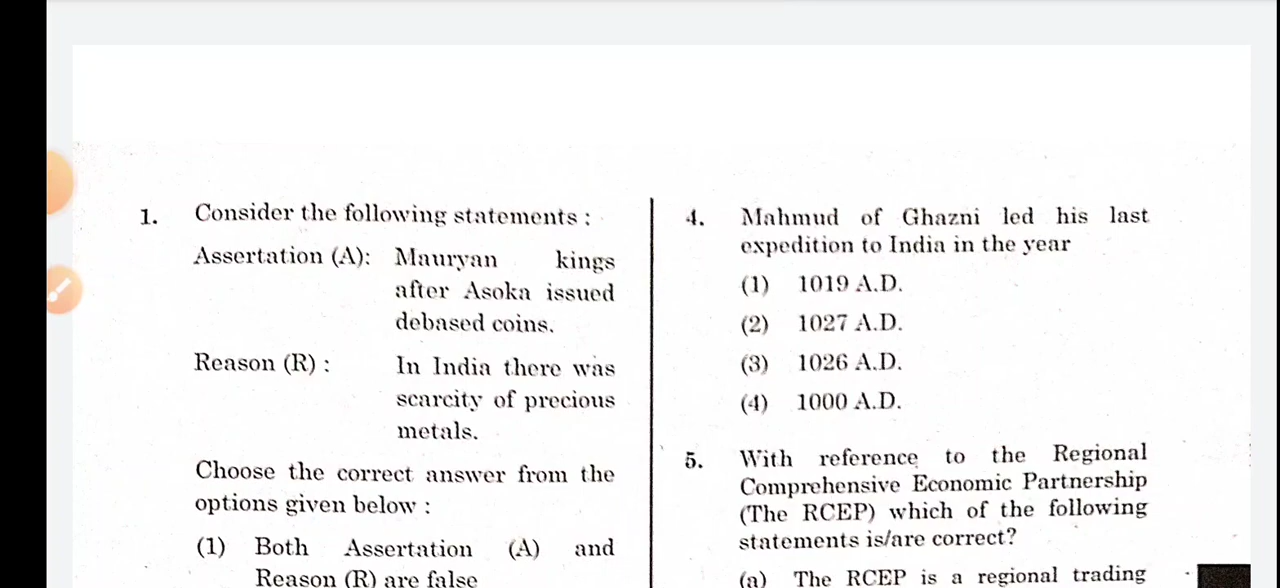 1. Consider the following statements :
Assertation (A): Mauryan kings
after Asoka issued
debased coins.
Reason (R) : In India there was
scarcity of precious
metals.
Choose the correct answer from the
options given below :
(1) Both Assertation (A) and
Reason (R) are false
4. Mahmud of Ghazni led his last
expedition to India in the year
(1) 1019 A.D.
(2) 1027 A.D.
(3) 1026 A.D.
(4) 1000 A.D.
5. With reference to the Regional
Comprehensive Economic Partnership
(The RCEP) which of the following
statements is/are correct?
(a) The RCEP is a regional trading